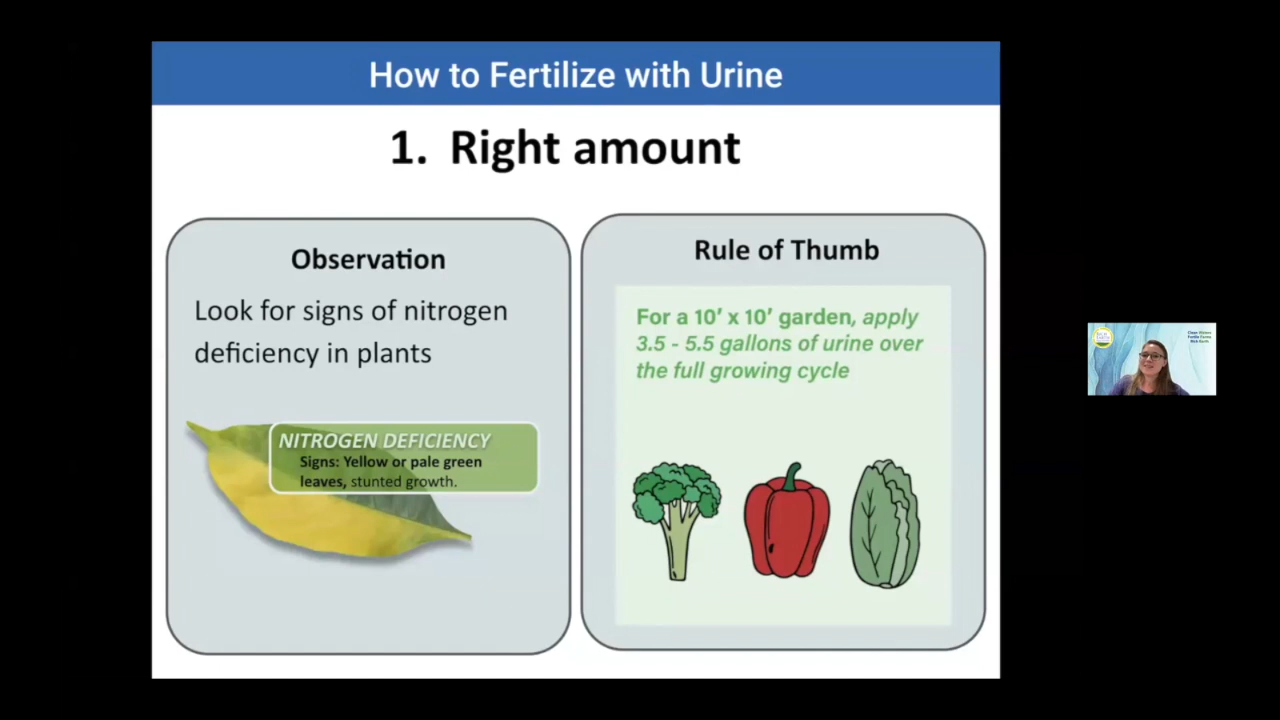 How to Fertilize with Urine
1. Right amount
Observation
Look for signs of nitrogen
deficiency in plants
NITROGEN DEFICIENCY
Signs: Yellow or pale green
leaves, stunted growth.
Rule of Thumb
For a 10’ x 10’ garden, apply
3.5 - 5.5 gallons of urine over
the full growing cycle